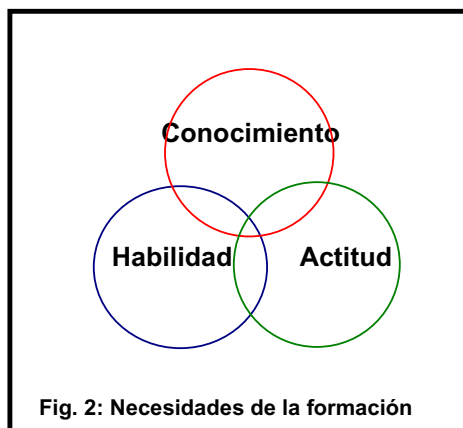 Conocimiento
Habilidad Actitud
Fig. 2: Necesidades de la formación